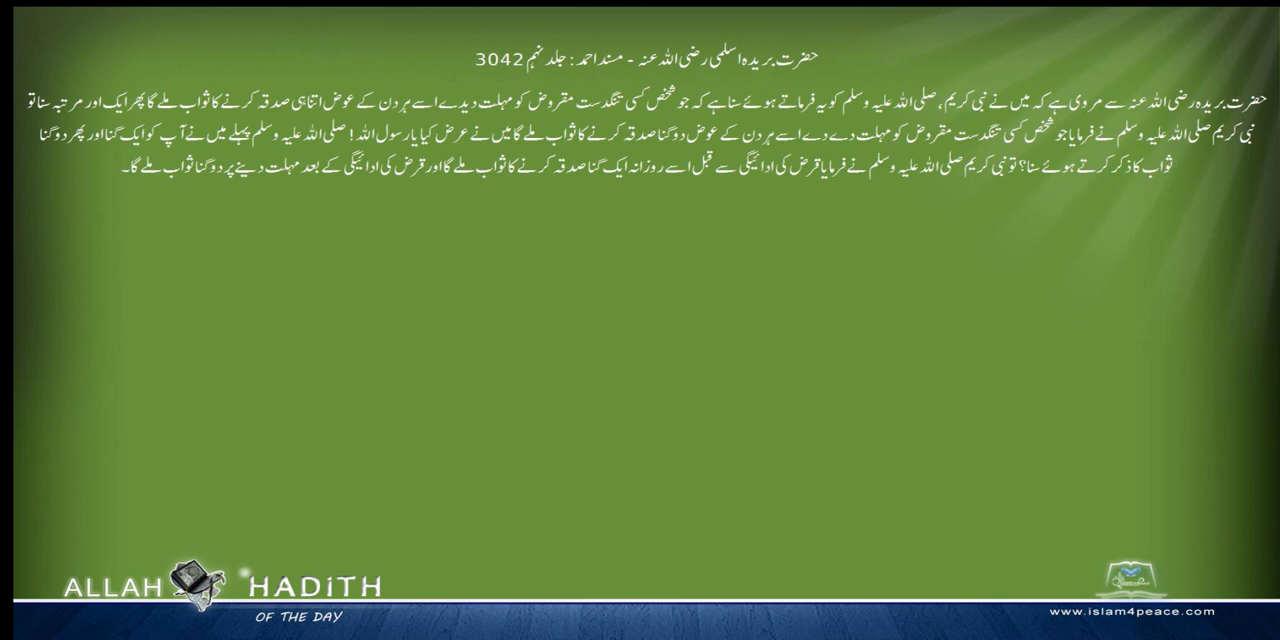 حضرت بریدہ اسلمی رضی اللہ عنہ - مسند احمد : جلد نہم 3042
حضرت بریدہ رضی اللہ عنہ سے مروی ہے کہ میں نے نبی کریم، صلی اللہ علیہ وسلم کو یہ فرماتے ہوئے سنا ہے کہ جو شخص کسی تنگدست مقروض کو مہلت دیدے اسے ہر دن کے عوض اتنا ہی صدقہ کرنے کا ثواب ملے گا پھر ایک اور مرتبہ سنا تو
نبی کریم صلی اللہ علیہ وسلم نے فرمایا جو شخص کسی تنگدست مقروض کو مہلت دے دے اسے ہر دن کے عوض دو گنا صدقہ کرنے کا ثواب ملے گا میں نے عرض کیا یا رسول اللہ ! صلی اللہ علیہ وسلم پہلے میں نے آپ کو ایک گنا اور پھر دو گنا
ثواب کا ذکر کرتے ہوئے سنا؟ تو نبی کریم صلی اللہ علیہ وسلم نے فرمایا قرض کی ادائیگی سے قبل اسے روزانہ ایک گنا صدقہ کرنے کا ثواب ملے گا اور قرض کی ادائیگی کے بعد مہلت دینے پر دو گنا ثواب ملے گا۔
ALLAH HADITH
OF THE DAY
www.islam4peace.com